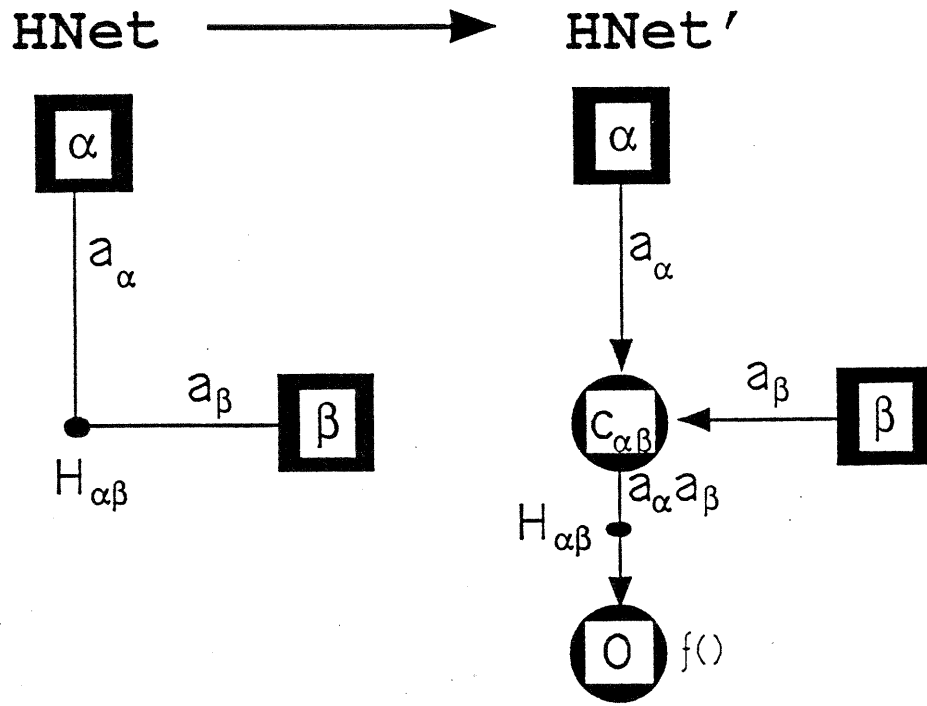 HNet HNet′
α
a_α
a_β
β
H_αβ
α
a_α
a_β
β
C_αβ
a_α a_β
H_αβ
O f()